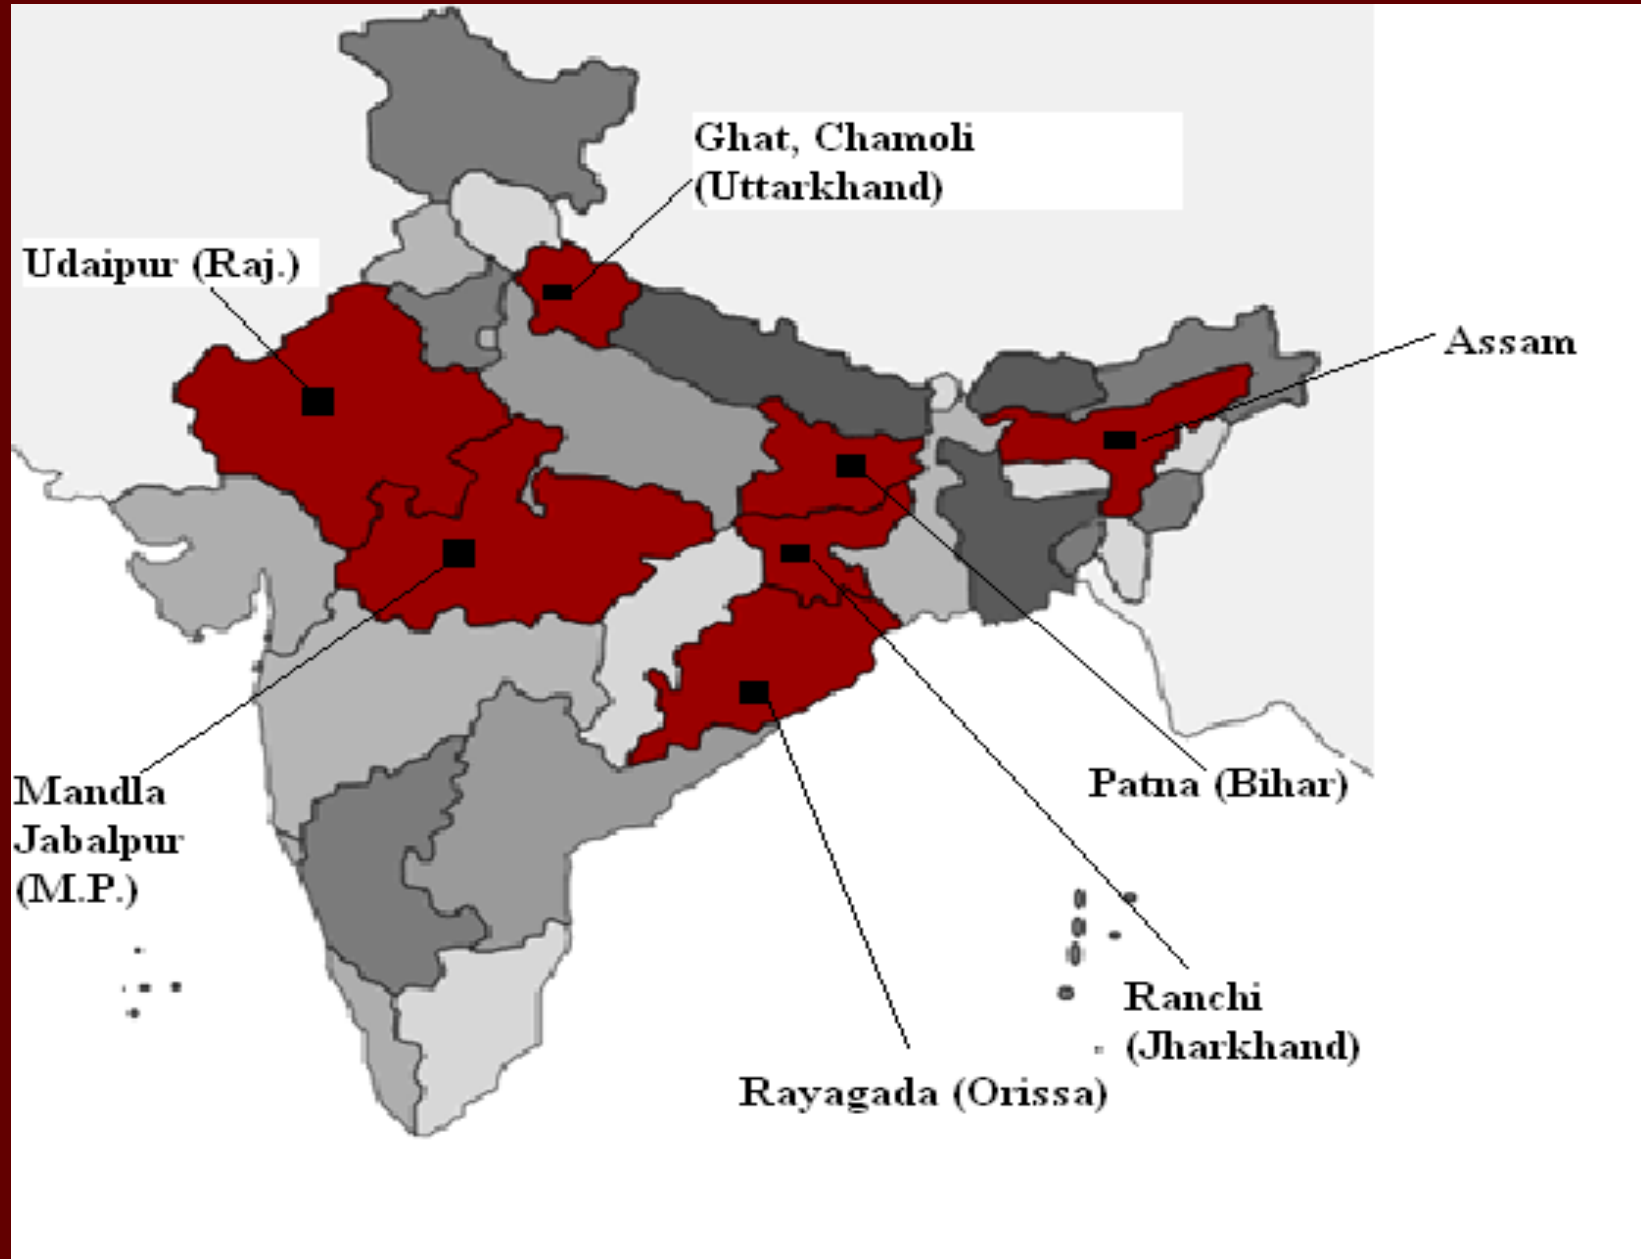 Ghat, Chamoli
(Uttarkhand)
Udaipur (Raj.)
Assam
Mandla
Jabalpur
(M.P.)
Patna (Bihar)
Ranchi
(Jharkhand)
Rayagada (Orissa)